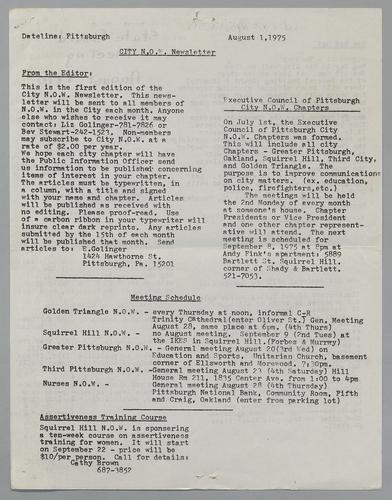 Dateline: Pittsburgh
August 1,1975
CITY N.O.W. Newsletter
From the Editor:
This is the first edition of the
City N.O.W. Newsletter. This news-
letter will be sent to all members of
N.O.W. in the City each month. Anyone
else who wishes to receive it may
contact: Liz Golinger-781-7826 or
Bev Stewart-242-1523. Non-members
may subscribe to City N.O.W. at a
rate of $2.00 per year.
We hope each city chapter will have
the Public Information Officer send
us information to be published concerning
items of interest in your chapter.
The articles must be typewritten, in
a column, with a title and signed
with your name and chapter. Articles
will be published as received with
no editing. Please proof-read. Use
of a carbon ribbon in your typewriter will
insure clear dark reprints. Any articles
submitted by the 15th of each month
will be published that month. Send
articles to: E.Golinger
1424 Hawthorne St.
Pittsburgh, Pa. 15201
Executive Council of Pittsburgh
City N.O.W. Chapters
On July 1st, the Executive
Council of Pittsburgh City
N.O.W. Chapters was formed.
This will include all city
Chapters - Greater Pittsburgh,
Oakland, Squirrel Hill, Third City,
and Golden Triangle. The
purpose is to improve communications
on city matters. (ex. education,
police, firefighters,etc.)
The meetings will be held
the 2nd Monday of every month
at someone's house. Chapter
Presidents or Vice President
and one other chapter represent-
ative will attend. The next
meeting is scheduled for
September 8, 1975 at 8pm at
Andy Fink's apartment: 5889
Bartlett St. Squirrel Hill.
corner of Shady & Bartlett.
521-7053.
Meeting Schedule
Golden Triangle N.O.W. - every Thursday at noon, informal C-R
Trinity Cathedral(enter Oliver St.) Gen. Meeting
August 28, same place at 6pm. (4th Thurs)
Squirrel Hill N.O.W. - no August meeting. September 9 (2nd Tues) at
the IKES in Squirrel Hill.(Forbes & Murray)
Greater Pittsburgh N.O.W. - General meeting August 20(3rd Wed) on
Education and Sports. Unitarian Church, basement
corner of Ellsworth and Morewood. 7:30pm.
Third Pittsburgh N.O.W. -General meeting August 23 (4th Saturday) Hill
House Rm 211, 1835 Center Ave, from 1:00 to 4pm
Nurses N.O.W. - General meeting August 28 (4th Thursday)
Pittsburgh National Bank, Community Room, Fifth
and Craig, Oakland (enter from parking lot)
Assertiveness Training Course
Squirrel Hill N.O.W. is sponsering
a ten-week course on assertiveness
training for women. It will start
on September 22 - price will be
$10/per person. Call for details:
Cathy Brown
687-3852